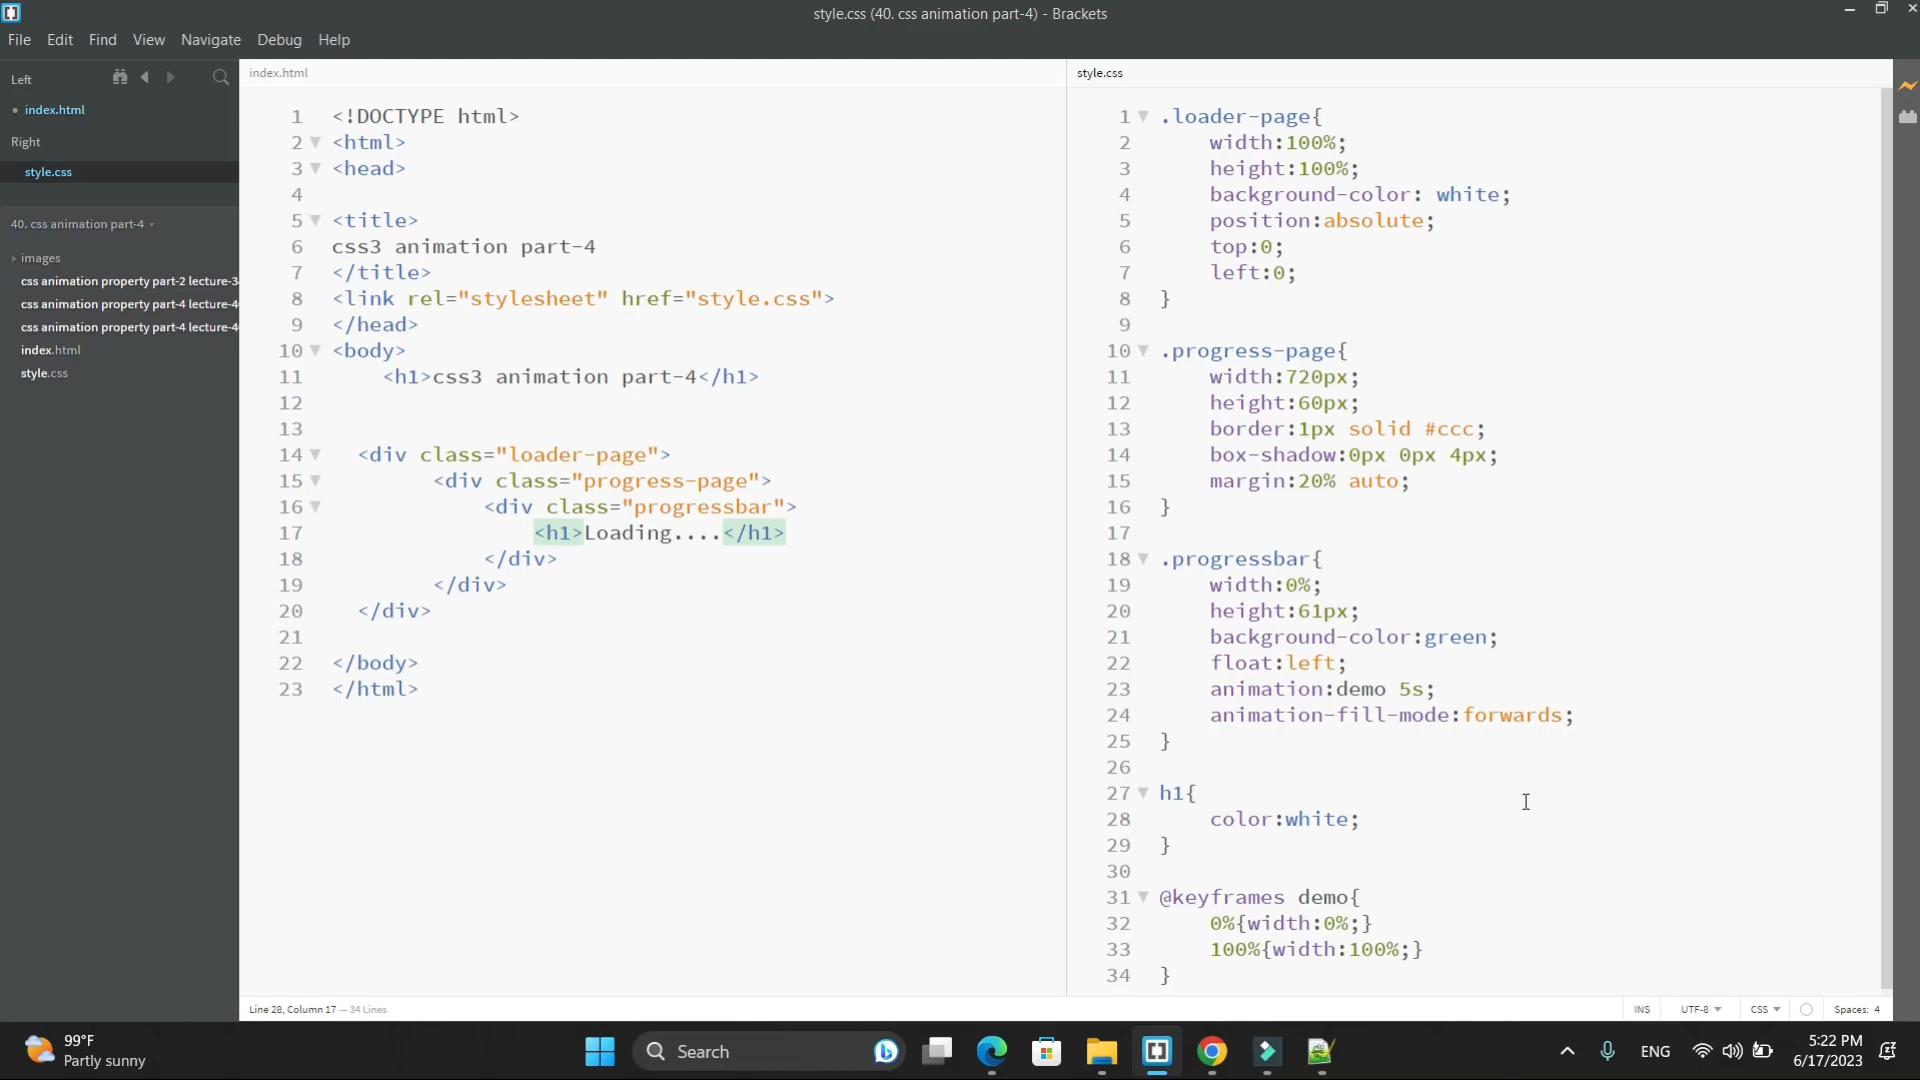 style.css (40. css animation part-4) - Brackets
File Edit Find View Navigate Debug Help
Left
index.html
Right
style.css
40. css animation part-4
images
css animation property part-2 lecture-3
css animation property part-4 lecture-4
css animation property part-4 lecture-4
index.html
style.css
index.html
1 <!DOCTYPE html>
2 <html>
3 <head>
4
5 <title>
6 css3 animation part-4
7 </title>
8 <link rel="stylesheet" href="style.css">
9 </head>
10 <body>
11 <h1>css3 animation part-4</h1>
12
13
14 <div class="loader-page">
15 <div class="progress-page">
16 <div class="progressbar">
17 <h1>Loading....</h1>
18 </div>
19 </div>
20 </div>
21
22 </body>
23 </html>
style.css
1 .loader-page{
2 width:100%;
3 height:100%;
4 background-color: white;
5 position:absolute;
6 top:0;
7 left:0;
8 }
9
10 .progress-page{
11 width:720px;
12 height:60px;
13 border:1px solid #ccc;
14 box-shadow:0px 0px 4px;
15 margin:20% auto;
16 }
17
18 .progressbar{
19 width:0%;
20 height:61px;
21 background-color:green;
22 float:left;
23 animation:demo 5s;
24 animation-fill-mode:forwards;
25 }
26
27 h1{
28 color:white;
29 }
30
31 @keyframes demo{
32 0%{width:0%;}
33 100%{width:100%;}
34 }
Line 28, Column 17 — 34 Lines
INS UTF-8 CSS Spaces: 4
99°F
Partly sunny
Search
ENG
5:22 PM
6/17/2023